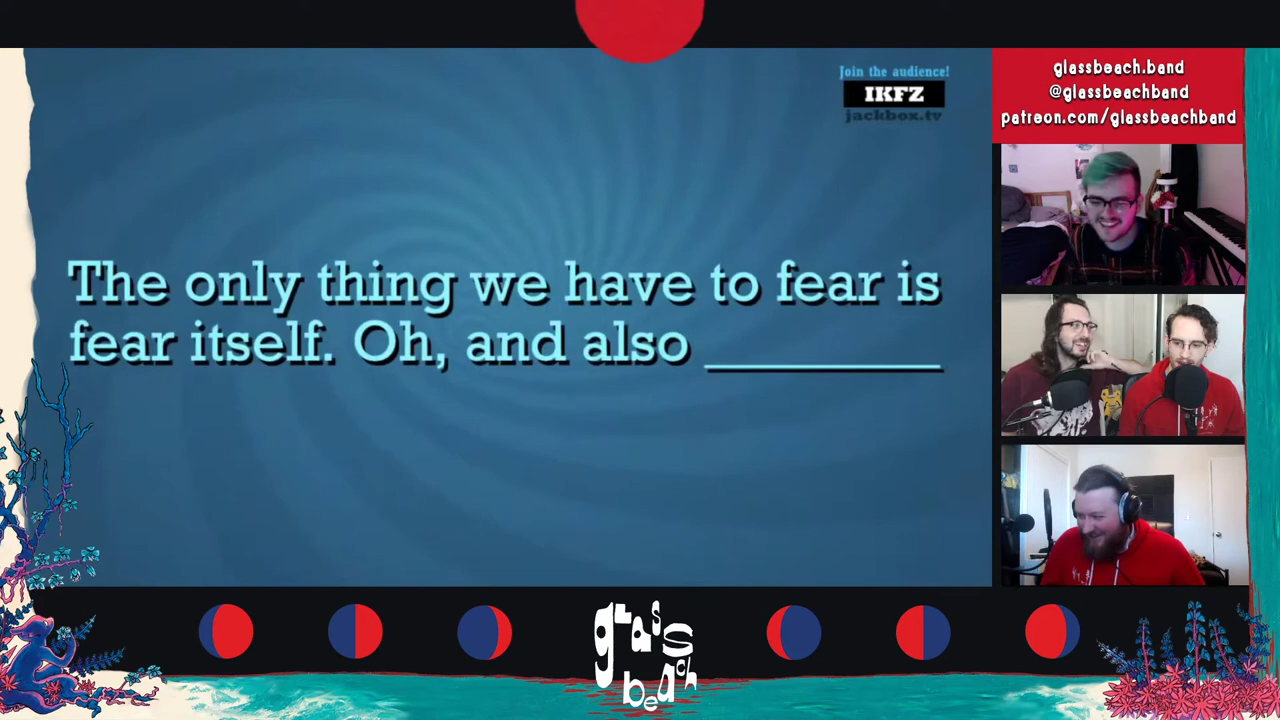 Join the audience!
IKFZ
jackbox.tv
The only thing we have to fear is
fear itself. Oh, and also ________
glassbeach.band
@glassbeachband
patreon.com/glassbeachband
glass
beach